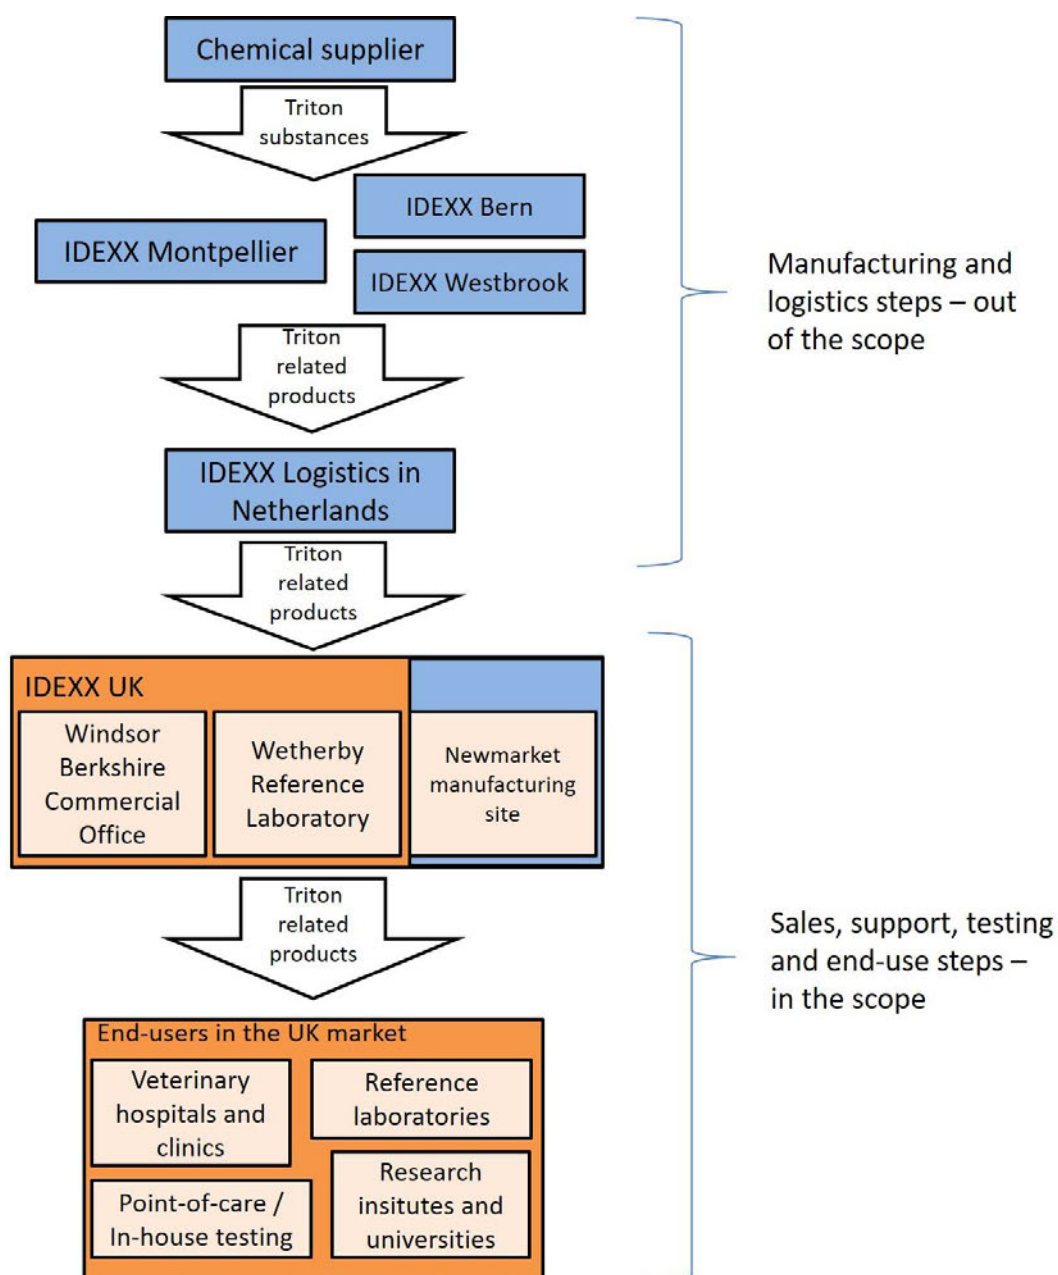 Chemical supplier
Triton
substances
IDEXX Bern
IDEXX Montpellier
IDEXX Westbrook
Manufacturing and
logistics steps – out
of the scope
Triton
related
products
IDEXX Logistics in
Netherlands
Triton
related
products
IDEXX UK
Windsor
Berkshire
Commercial
Office
Wetherby
Reference
Laboratory
Newmarket
manufacturing
site
Triton
related
products
Sales, support, testing
and end-use steps –
in the scope
End-users in the UK market
Veterinary
hospitals and
clinics
Reference
laboratories
Point-of-care /
In-house testing
Research
insitutes and
universities